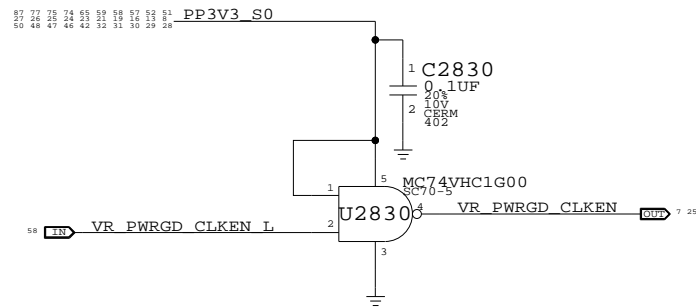 87 77 75 74 65 59 58 57 52 51
27 26 25 24 23 21 19 16 13 8
50 48 47 46 42 32 31 30 29 28
PP3V3_S0
1
C2830
0.1UF
20%
10V
2
CERM
402
5
MC74VHC1G00
SC70-5
1
U2830
4
VR_PWRGD_CLKEN
OUT
7 25
58
IN
VR_PWRGD_CLKEN_L
2
3